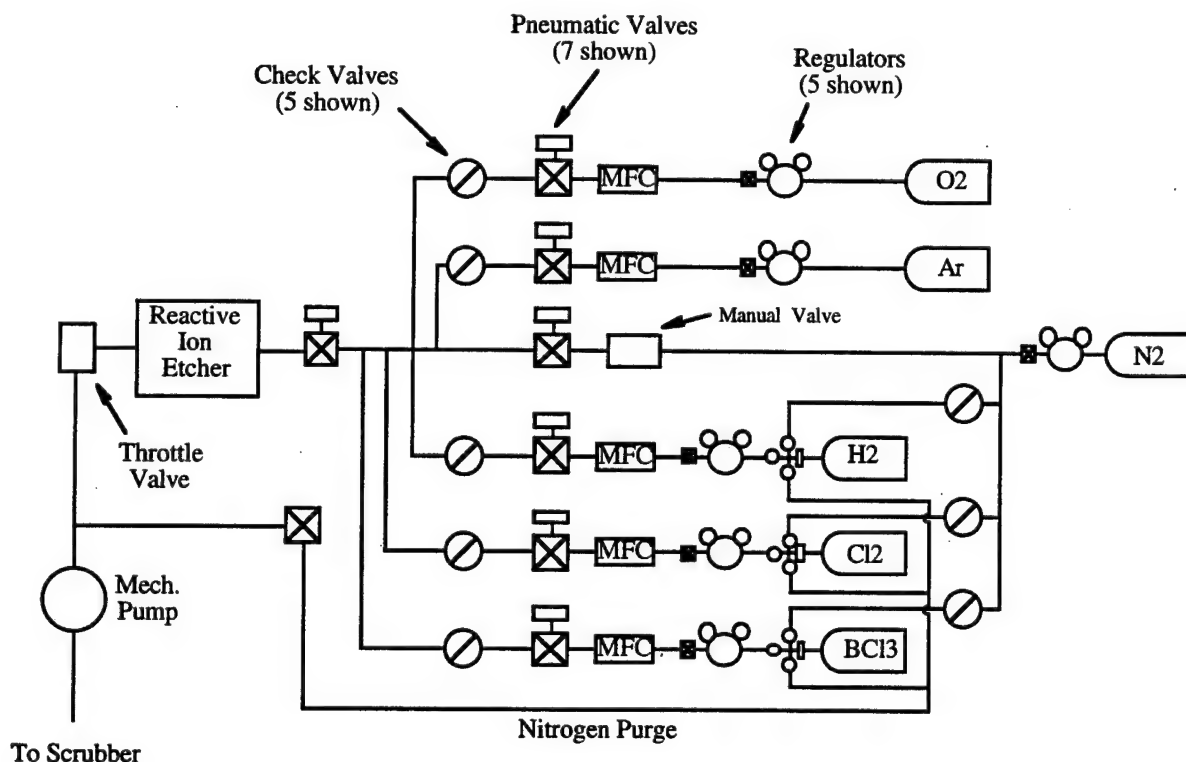 Pneumatic Valves
(7 shown)
Regulators
(5 shown)
Check Valves
(5 shown)
MFC
O2
MFC
Ar
Reactive
Ion
Etcher
Manual Valve
N2
Throttle
Valve
MFC
H2
MFC
Cl2
Mech.
Pump
MFC
BCl3
Nitrogen Purge
To Scrubber